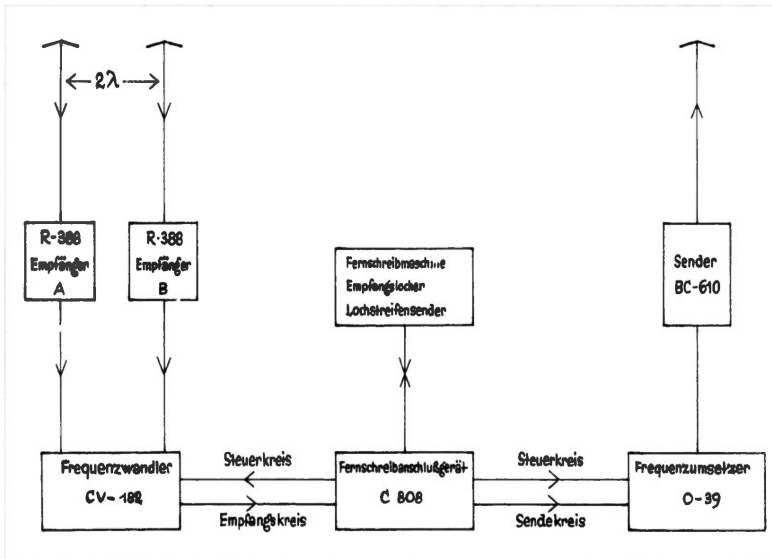 2λ
R-388
Empfänger
A
R-388
Empfänger
B
Fernschreibmaschine
Empfangslocher
Lochstreifensender
Sender
BC-610
Frequenzwandler
CV-182
Steuerkreis
Empfangskreis
Fernschreibanschlußgerät
C 808
Steuerkreis
Sendekreis
Frequenzumsetzer
O-39